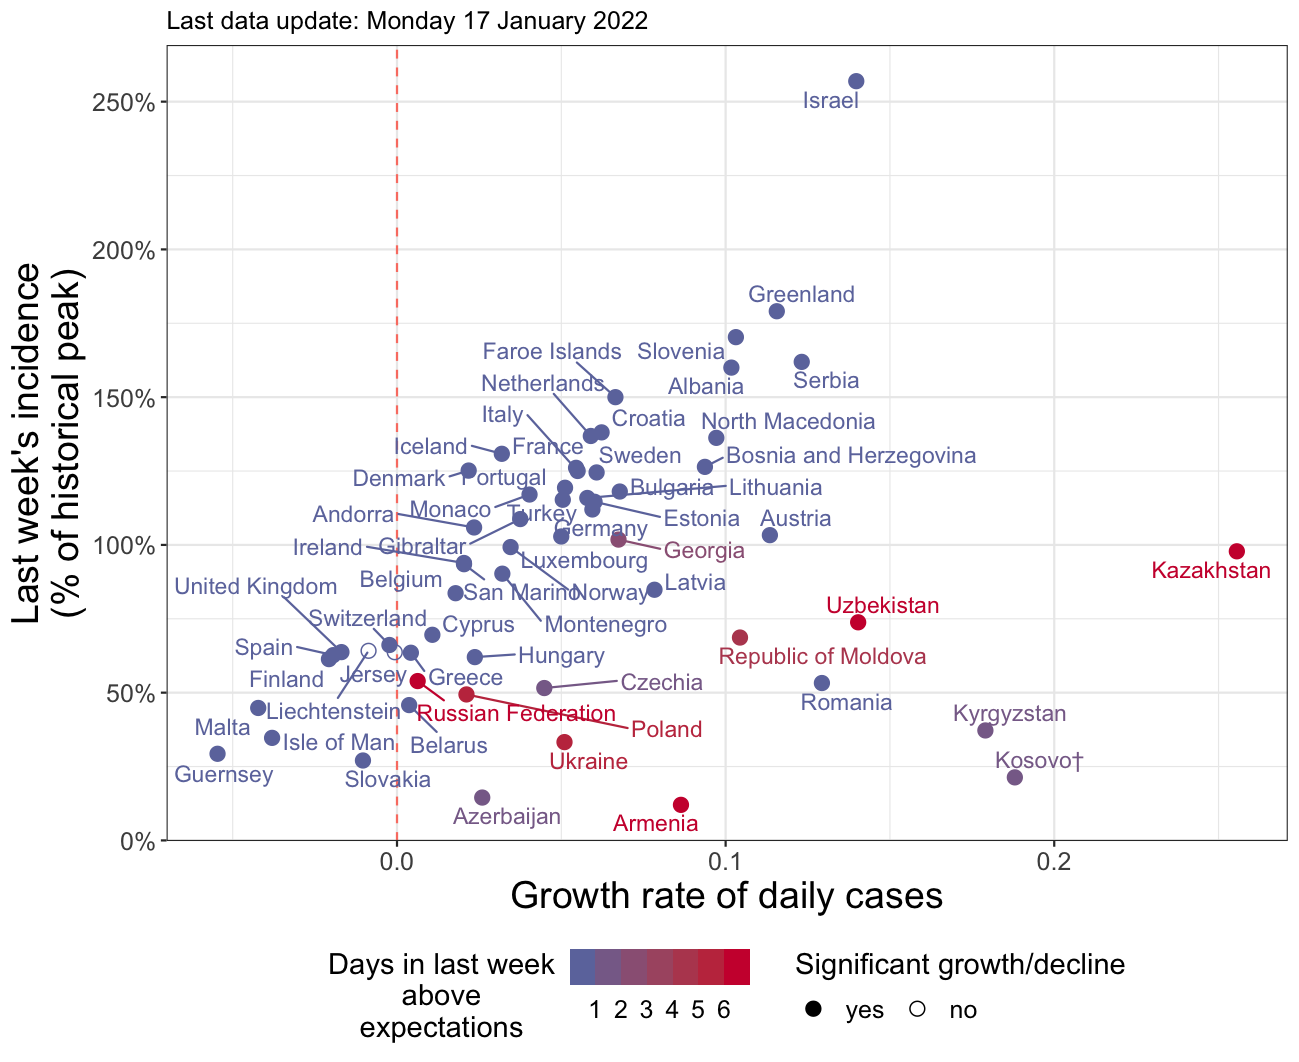 Last data update: Monday 17 January 2022
Last week's incidence
(% of historical peak)
250%
200%
150%
100%
50%
0%
Israel
Greenland
Faroe Islands
Slovenia
Netherlands
Albania
Serbia
Italy
Croatia
North Macedonia
Iceland
France
Sweden
Bosnia and Herzegovina
Denmark
Portugal
Bulgaria
Lithuania
Monaco
Andorra
Turkey
Estonia
Austria
Germany
Ireland
Gibraltar
Georgia
Luxembourg
Kazakhstan
Belgium
United Kingdom
San Marino
Norway
Latvia
Uzbekistan
Switzerland
Cyprus
Montenegro
Spain
Hungary
Republic of Moldova
Finland
Jersey
Greece
Czechia
Romania
Liechtenstein
Russian Federation
Kyrgyzstan
Malta
Poland
Isle of Man
Belarus
Ukraine
Kosovo†
Guernsey
Slovakia
Azerbaijan
Armenia
0.0
0.1
0.2
Growth rate of daily cases
Days in last week
above
expectations
1 2 3 4 5 6
Significant growth/decline
yes
no